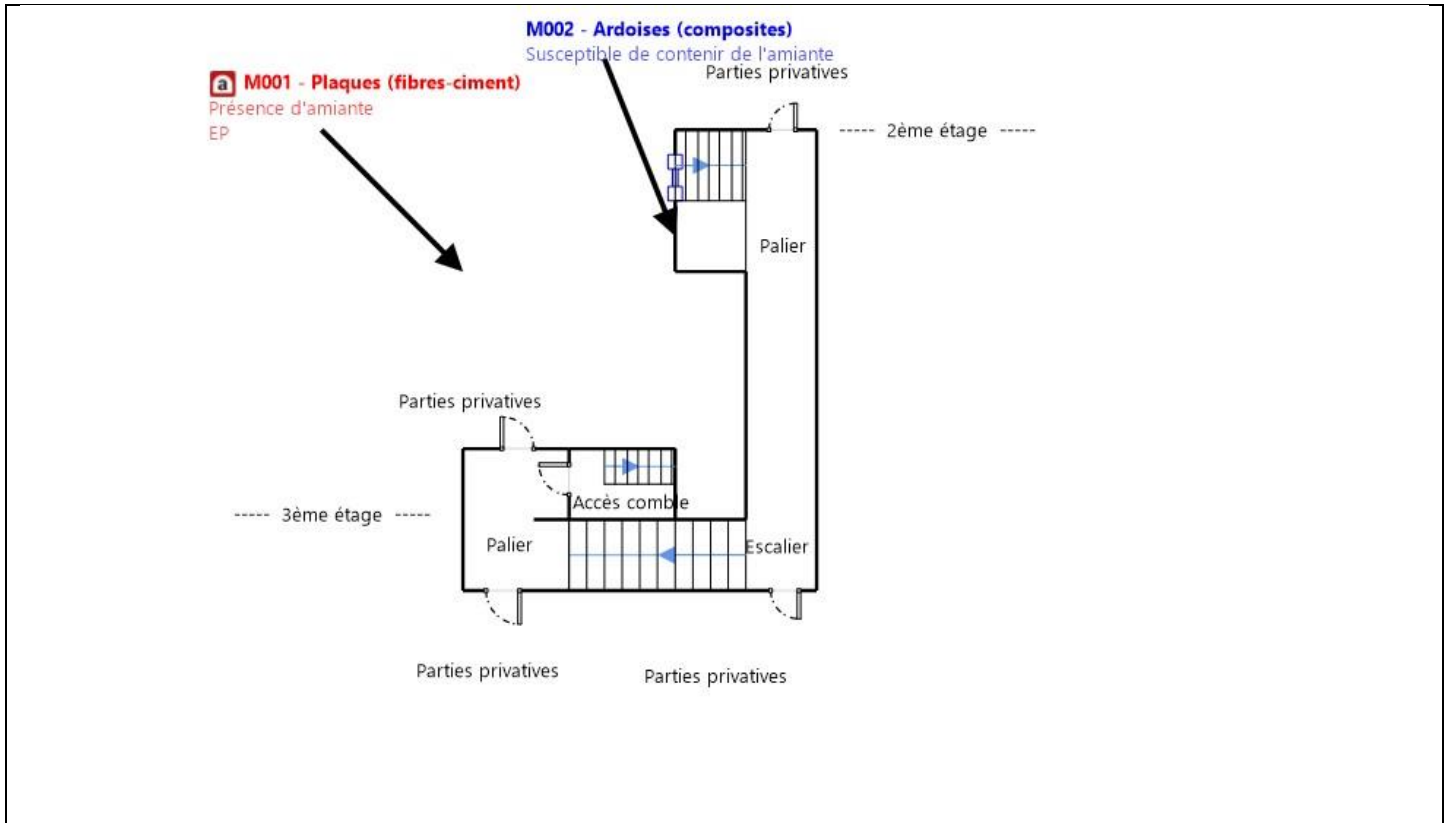 M002 - Ardoises (composites)
Susceptible de contenir de l'amiante
Parties privatives
a M001 - Plaques (fibres-ciment)
Présence d'amiante
EP
----- 2ème étage -----
Palier
Parties privatives
Accès comble
----- 3ème étage -----
Palier
Escalier
Parties privatives
Parties privatives